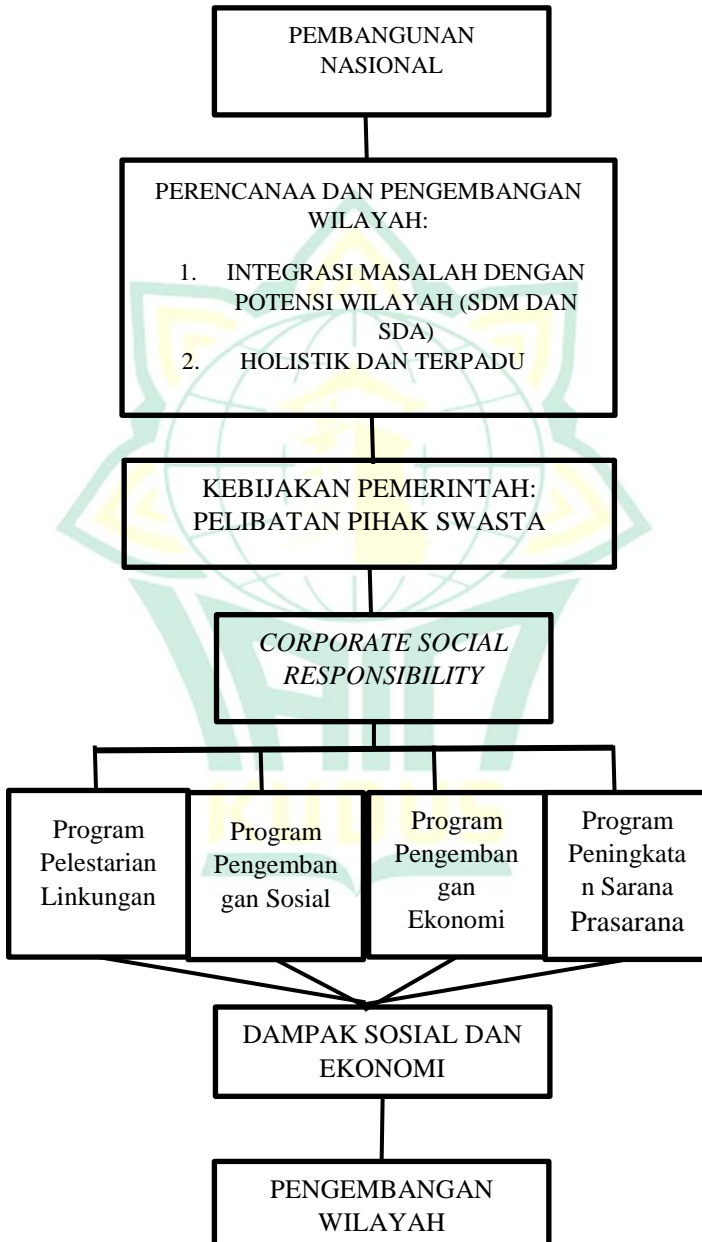 PEMBANGUNAN
NASIONAL
PERENCANAA DAN PENGEMBANGAN
WILAYAH:
1. INTEGRASI MASALAH DENGAN
POTENSI WILAYAH (SDM DAN
SDA)
2. HOLISTIK DAN TERPADU
KEBIJAKAN PEMERINTAH:
PELIBATAN PIHAK SWASTA
CORPORATE SOCIAL
RESPONSIBILITY
IAIN
KUDUS
Program
Pelestarian
Linkungan
Program
Pengemban
gan Sosial
Program
Pengemban
gan
Ekonomi
Program
Peningkata
n Sarana
Prasarana
DAMPAK SOSIAL DAN
EKONOMI
PENGEMBANGAN
WILAYAH